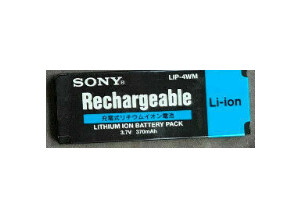 SONY®
LIP-4WM
Rechargeable
Li-ion
充電式リチウムイオン電池
LITHIUM ION BATTERY PACK
3.7V 370mAh